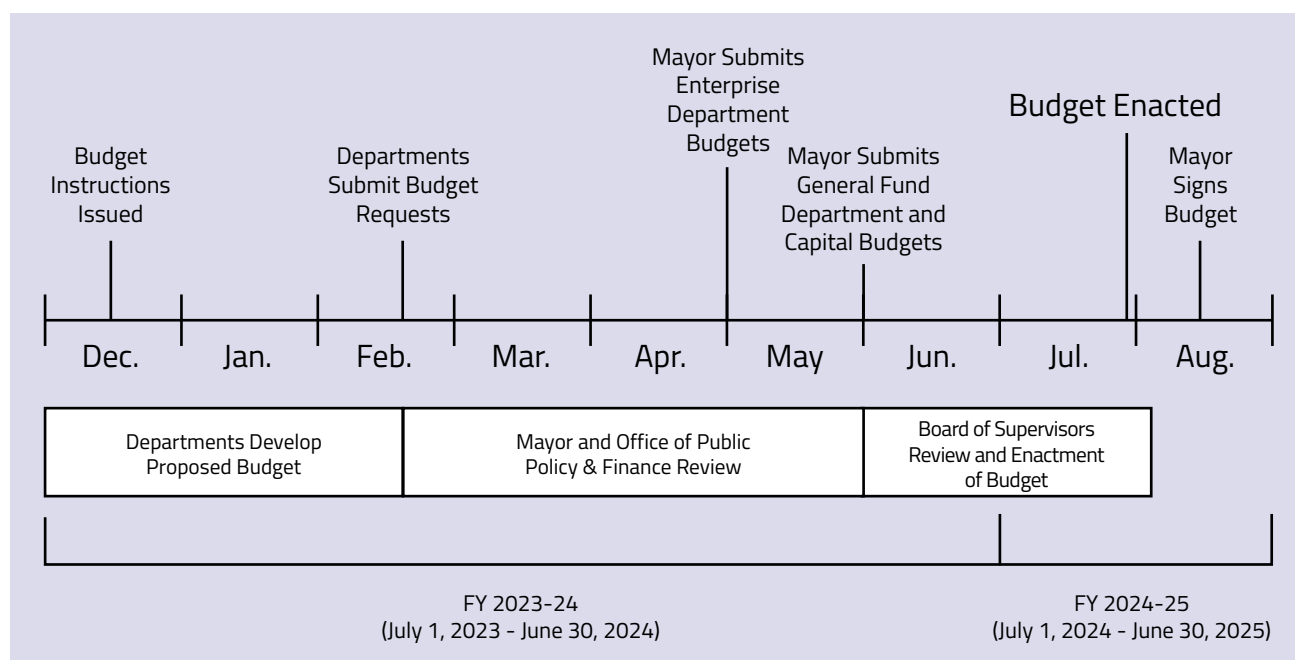 Mayor Submits
Enterprise
Department
Budgets
Budget Enacted
Budget
Instructions
Issued
Departments
Submit Budget
Requests
Mayor Submits
General Fund
Department and
Capital Budgets
Mayor
Signs
Budget
Dec.
Jan.
Feb.
Mar.
Apr.
May
Jun.
Jul.
Aug.
Departments Develop
Proposed Budget
Mayor and Office of Public
Policy & Finance Review
Board of Supervisors
Review and Enactment
of Budget
FY 2023-24
(July 1, 2023 - June 30, 2024)
FY 2024-25
(July 1, 2024 - June 30, 2025)